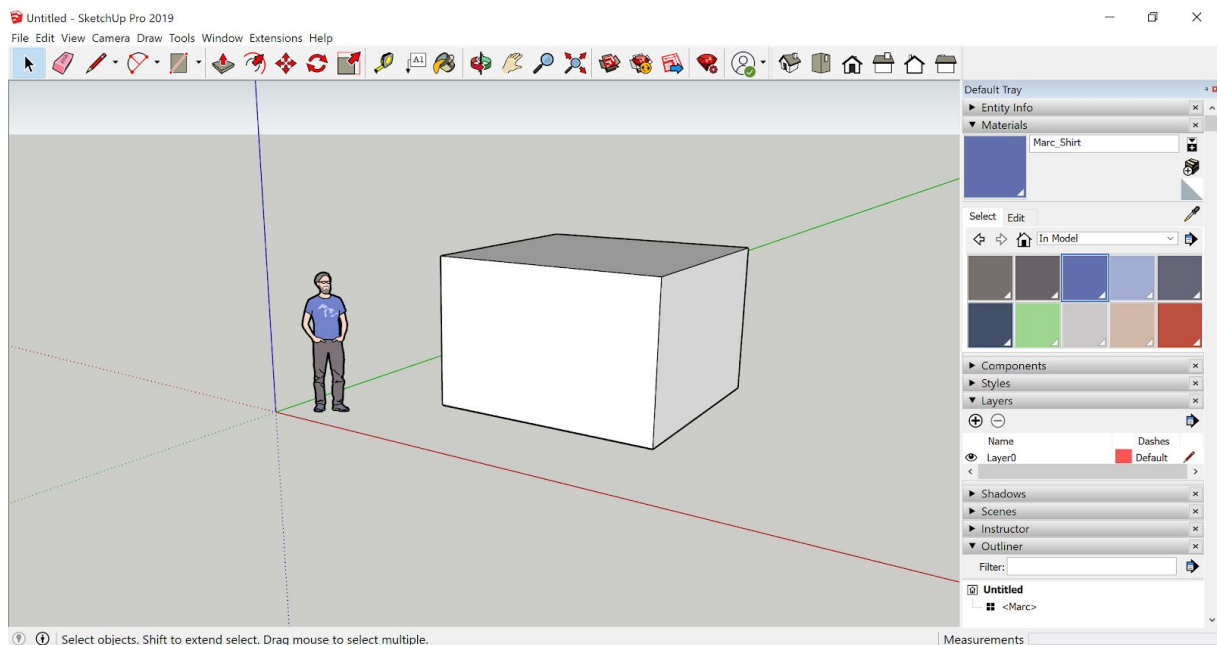 Untitled - SketchUp Pro 2019
File Edit View Camera Draw Tools Window Extensions Help
A1
Default Tray
Entity Info
Materials
Marc_Shirt
Select Edit
In Model
Components
Styles
Layers
Name Dashes
Layer0 Default
Shadows
Scenes
Instructor
Outliner
Filter:
Untitled
<Marc>
Select objects. Shift to extend select. Drag mouse to select multiple.
Measurements